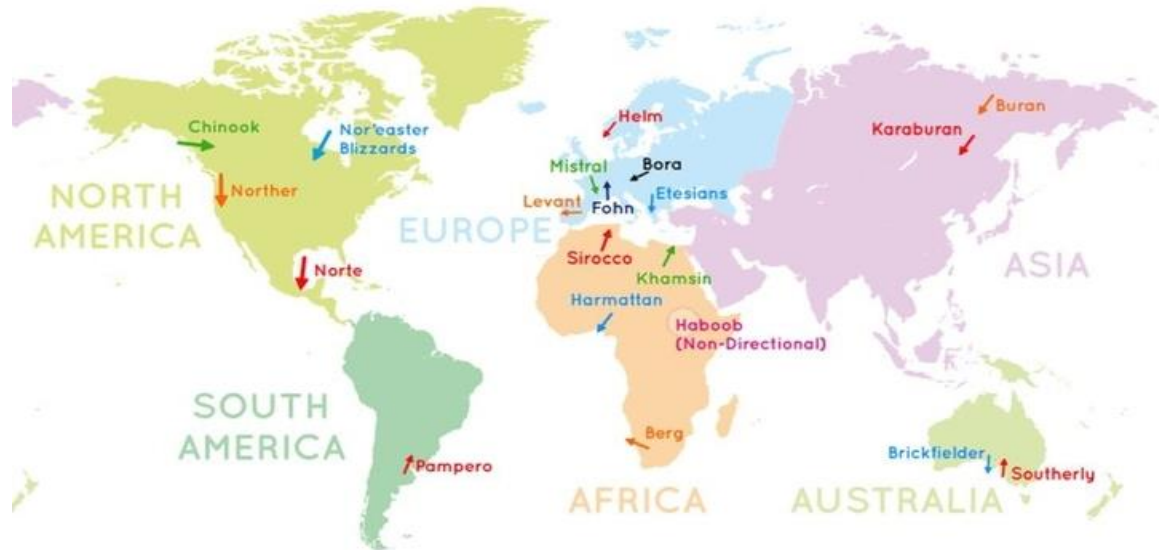 Chinook
Nor'easter
Blizzards
Norther
NORTH
AMERICA
Norte
SOUTH
AMERICA
Pampero
Helm
Mistral
Bora
Levant
Fohn
Etesians
EUROPE
Sirocco
Khamsin
Harmattan
Haboob
(Non-Directional)
Berg
AFRICA
Buran
Karaburan
ASIA
Brickfielder
Southerly
AUSTRALIA